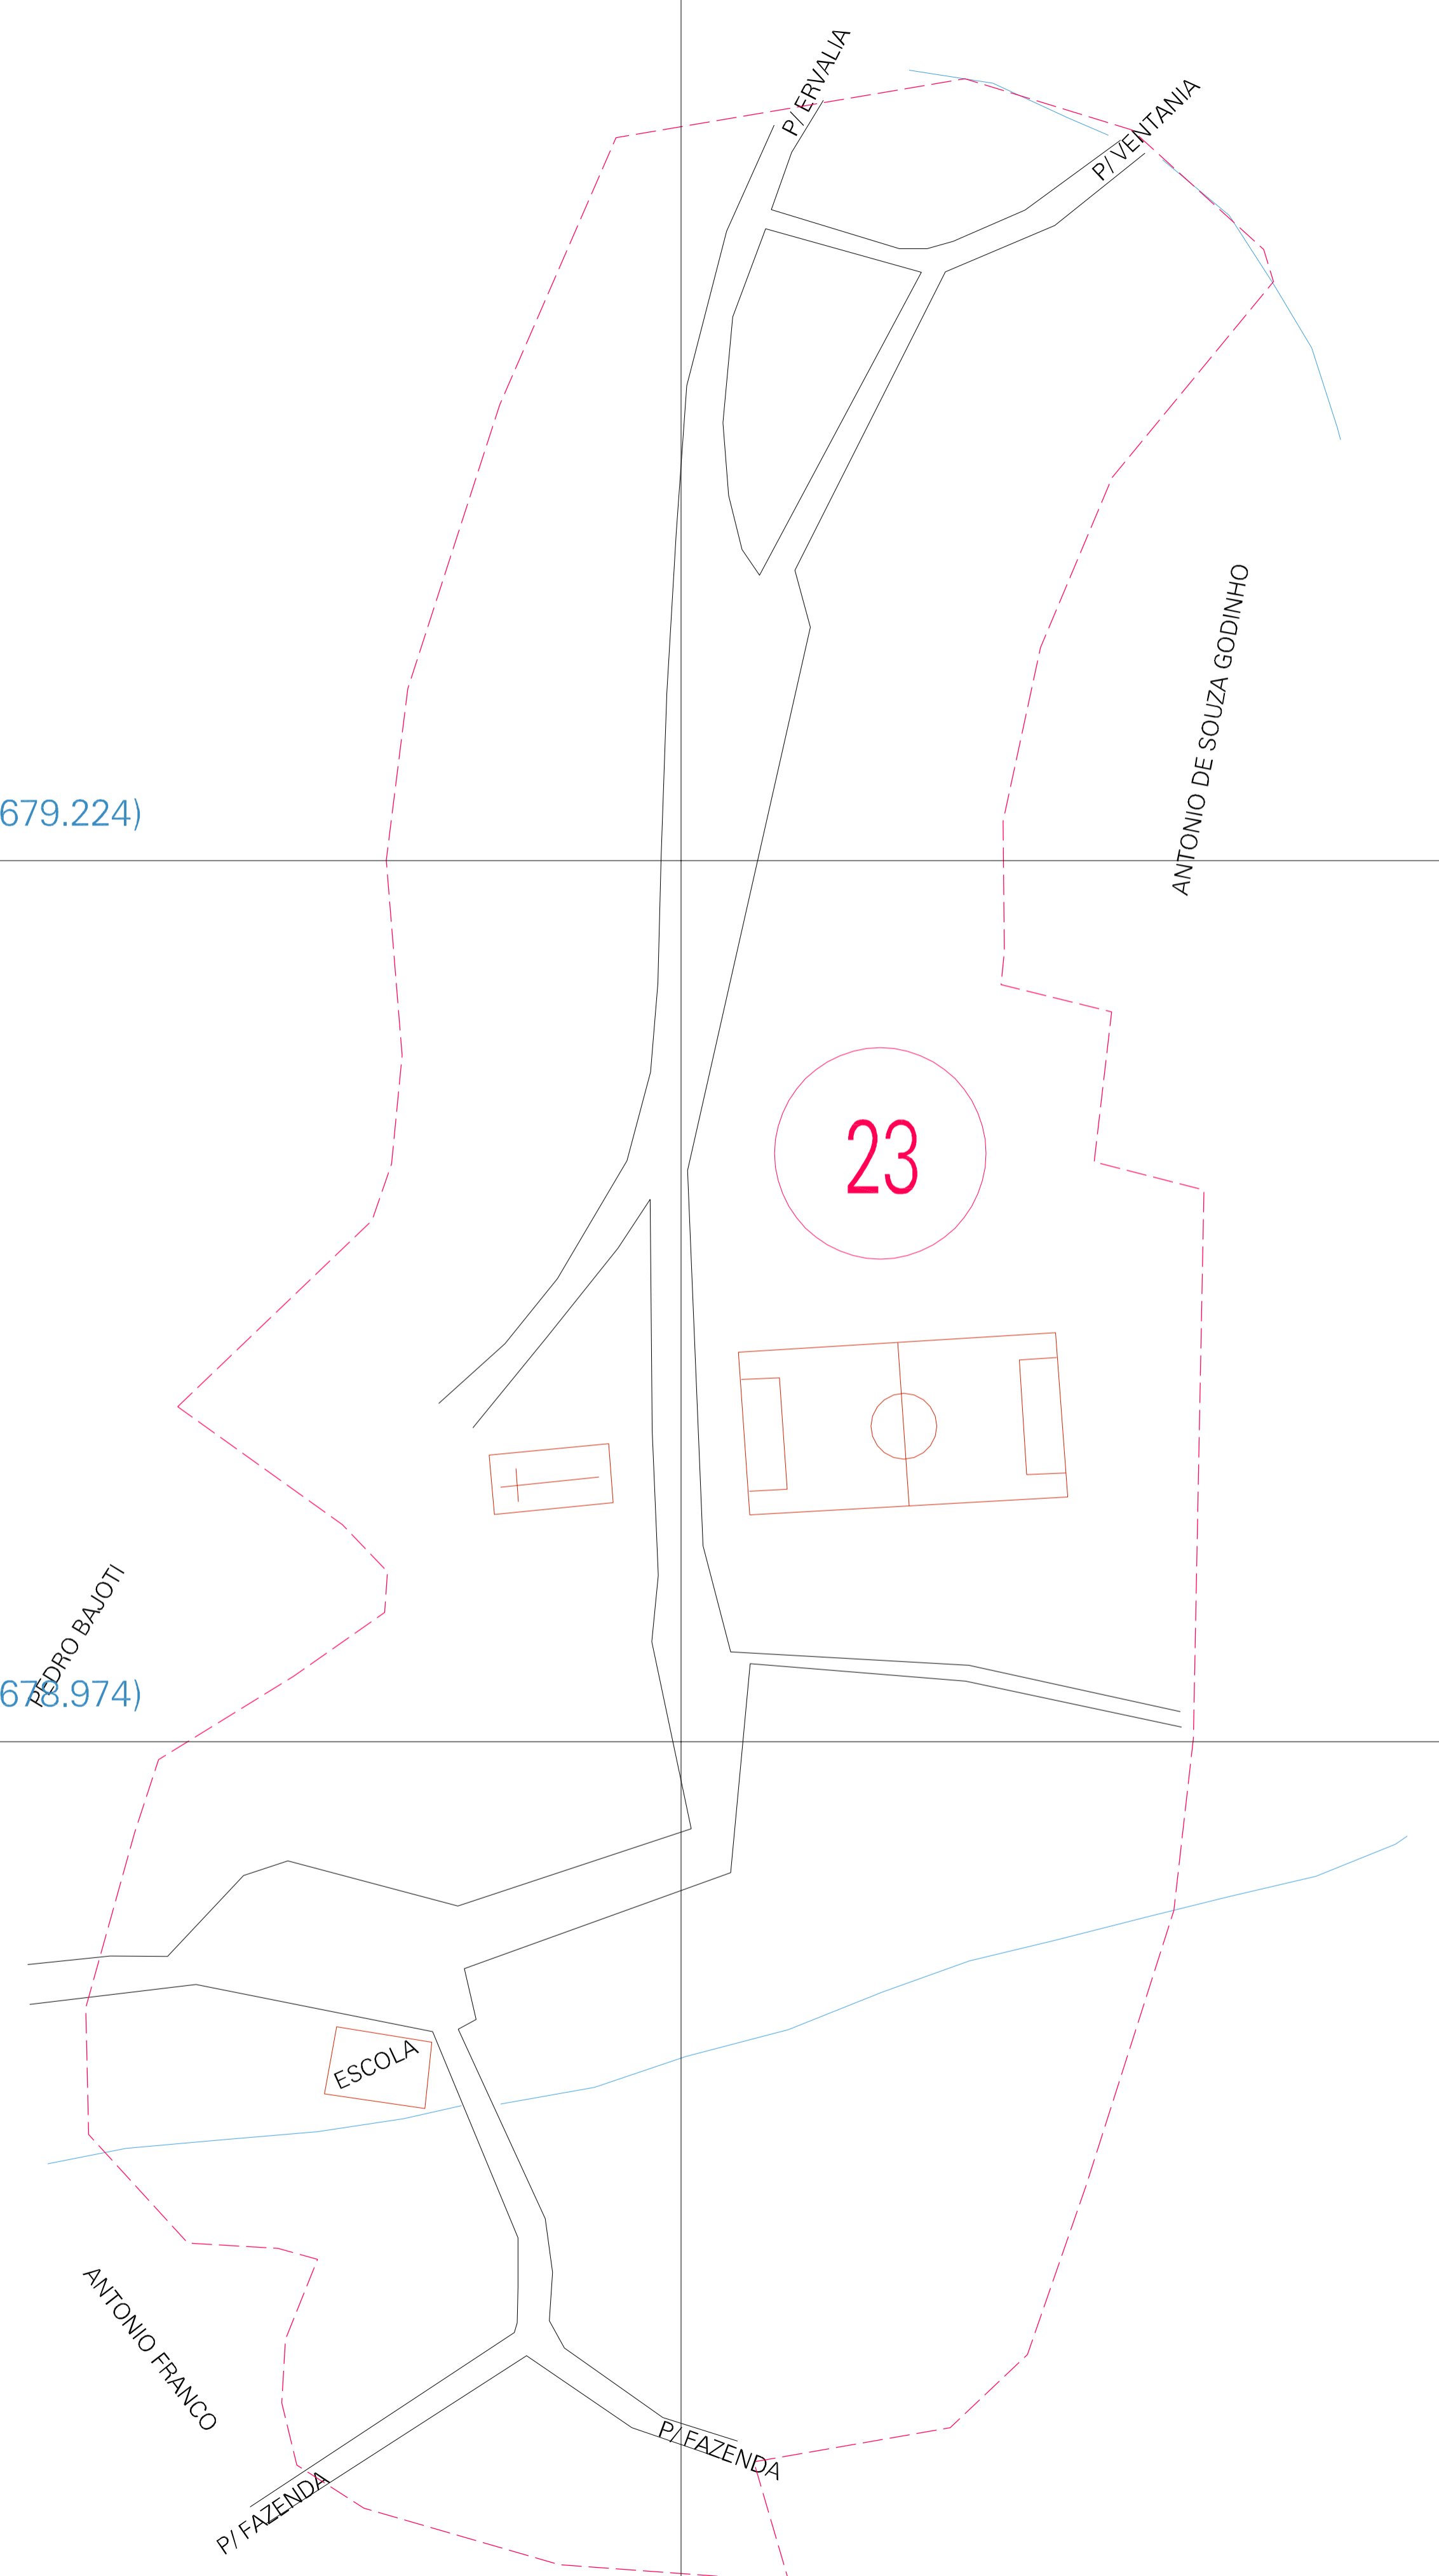 P/ ERVALIA
P/ VENTANIA
ANTONIO DE SOUZA GODINHO
679.224)
23
PEDRO BAJOTI
678.974)
ESCOLA
ANTONIO FRANCO
P/ FAZENDA
P/ FAZENDA